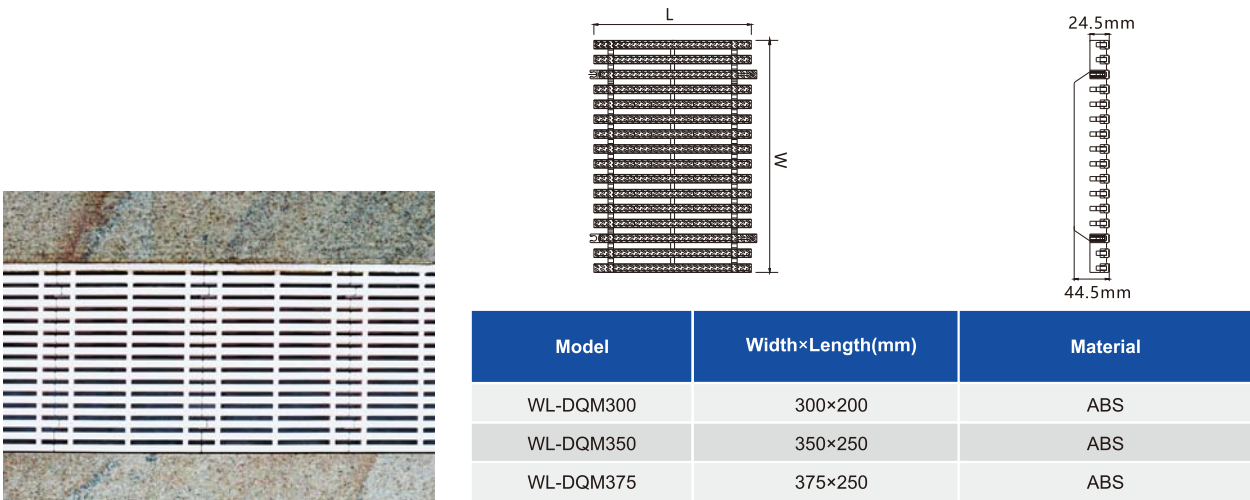 L
24.5mm
W
44.5mm
Model Width×Length(mm) Material
WL-DQM300 300×200 ABS
WL-DQM350 350×250 ABS
WL-DQM375 375×250 ABS